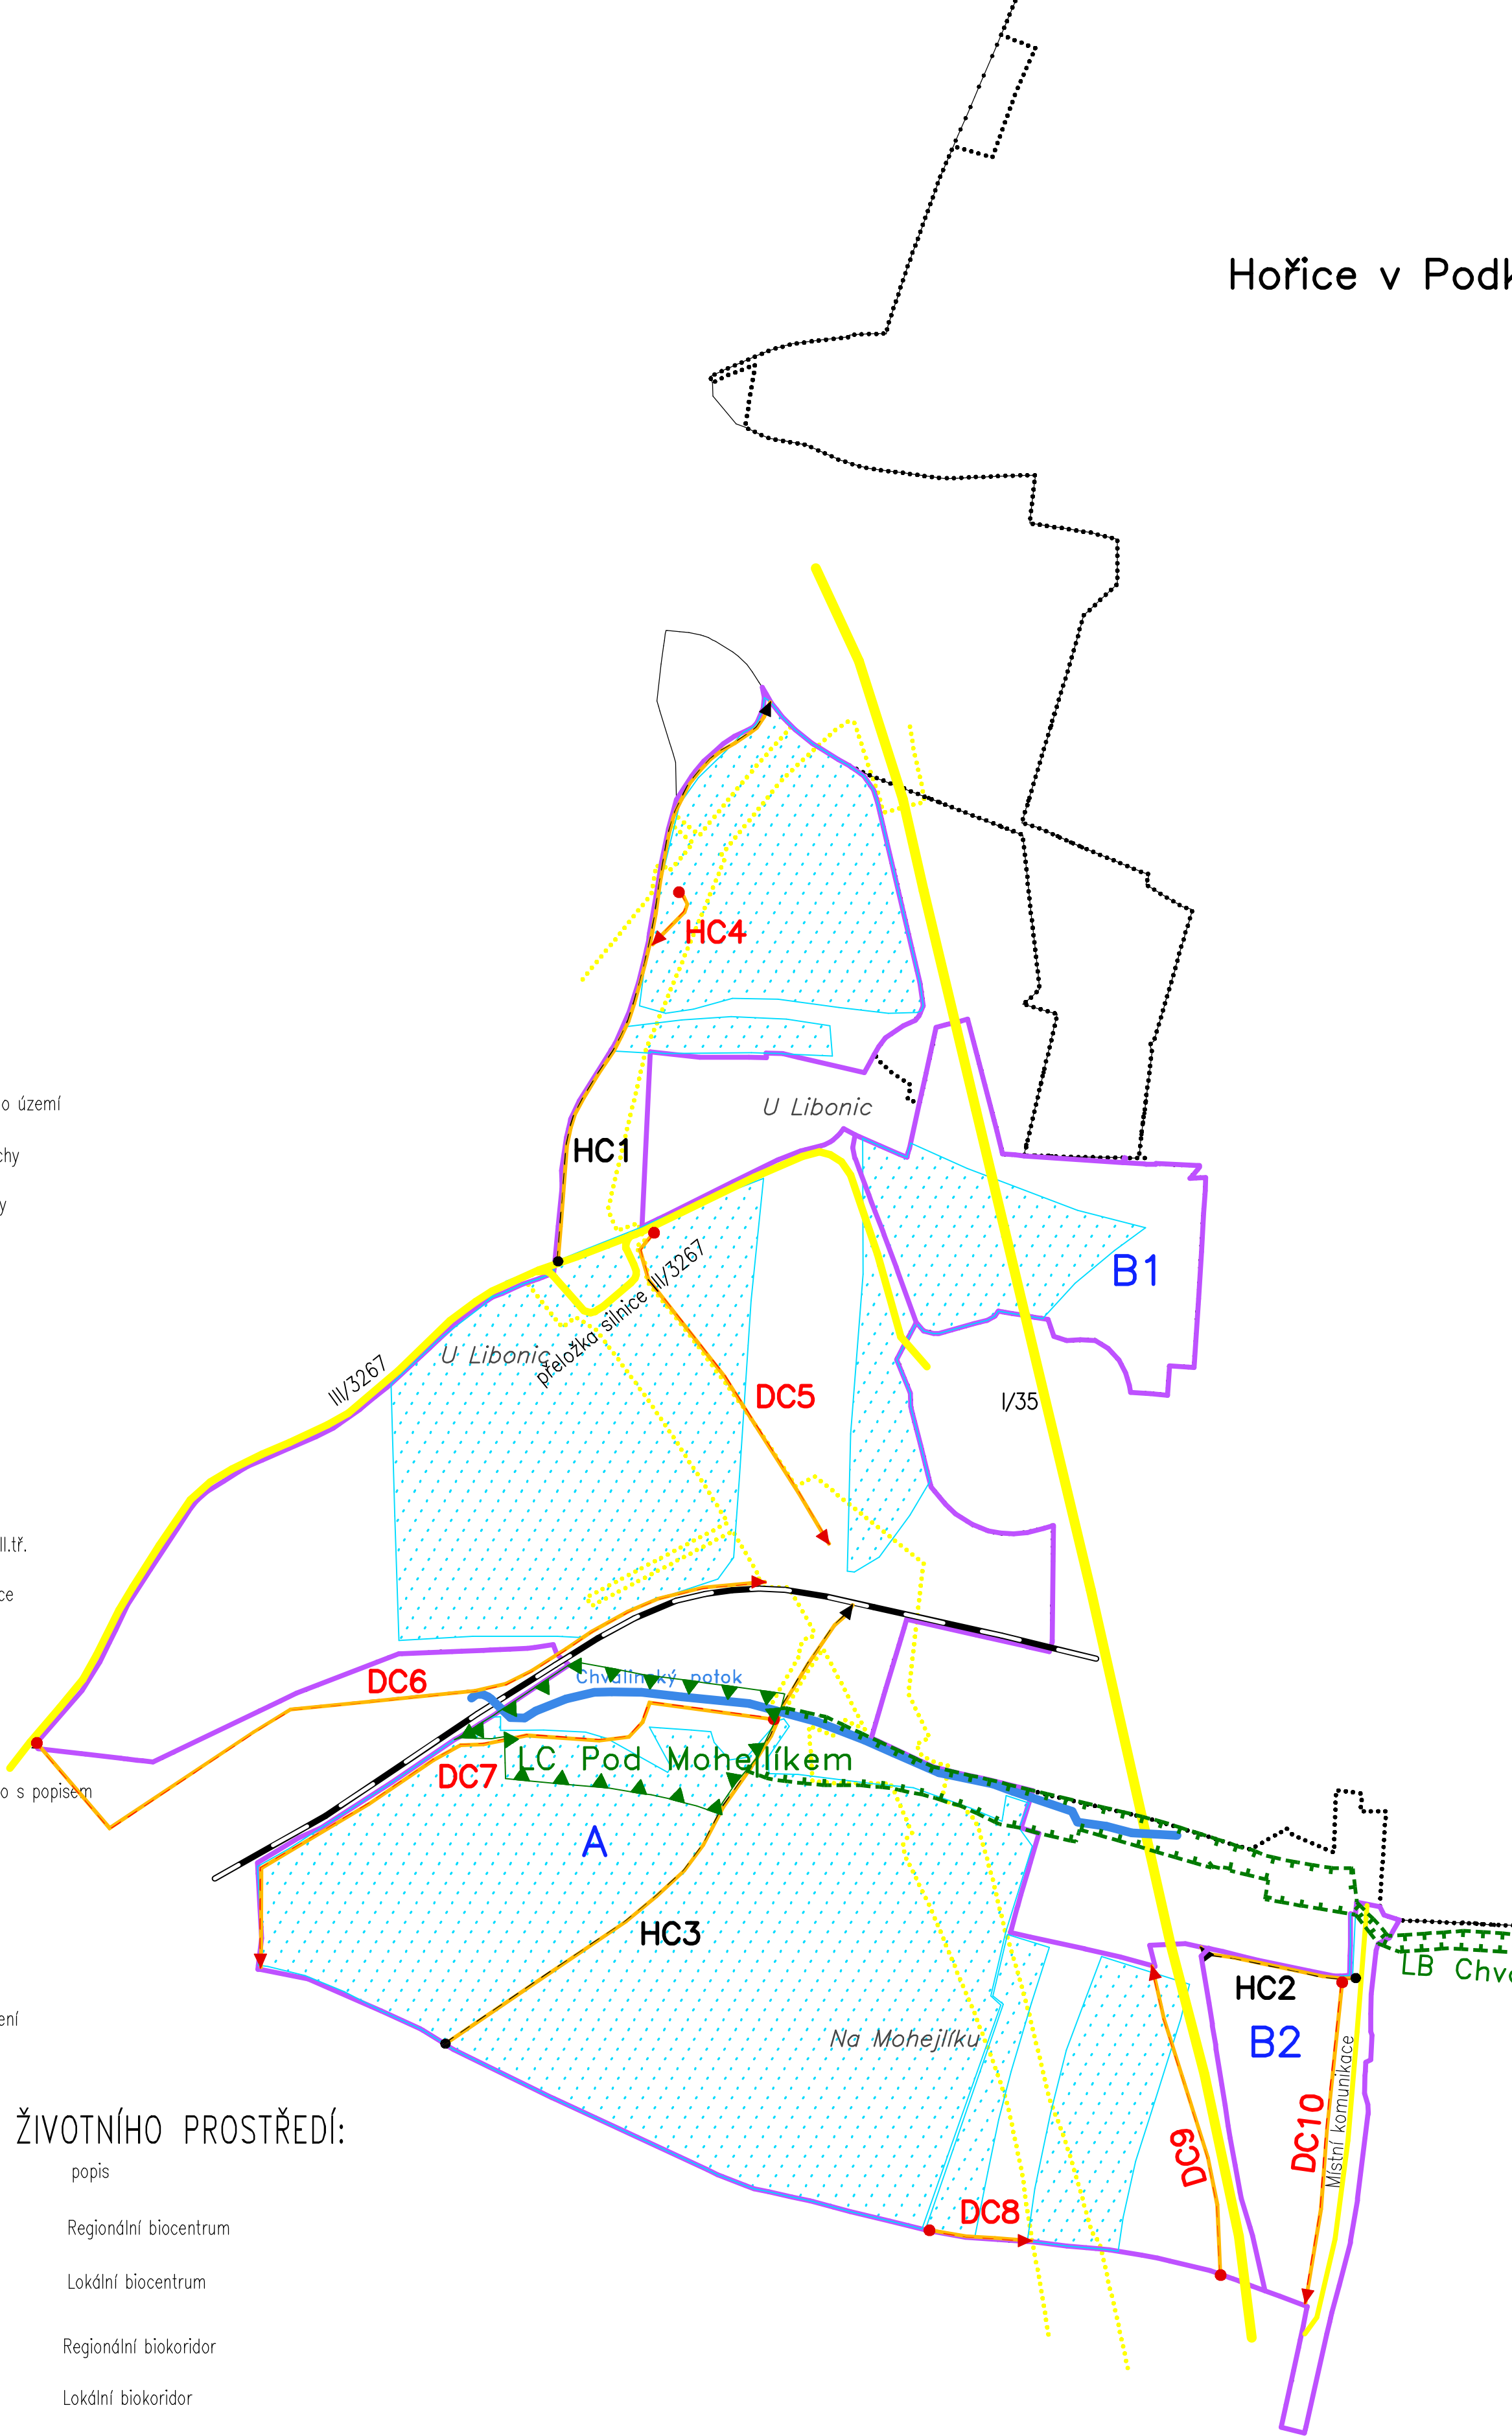 Hořice v Podk
HC4
o území
U Libonic
HC1
chy
y
přeložka silnice III/3267
B1
U Libonic
III/3267
DC5
I/35
II.tř.
ce
DC6
Chvalinský potok
LC Pod Mohejlíkem
DC7
o s popisem
A
HC3
LB Chvo
HC2
ení
Na Mohejlíku
B2
Místní komunikace
DC10
DC9
DC8
ŽIVOTNÍHO PROSTŘEDÍ:
popis
Regionální biocentrum
Lokální biocentrum
Regionální biokoridor
Lokální biokoridor